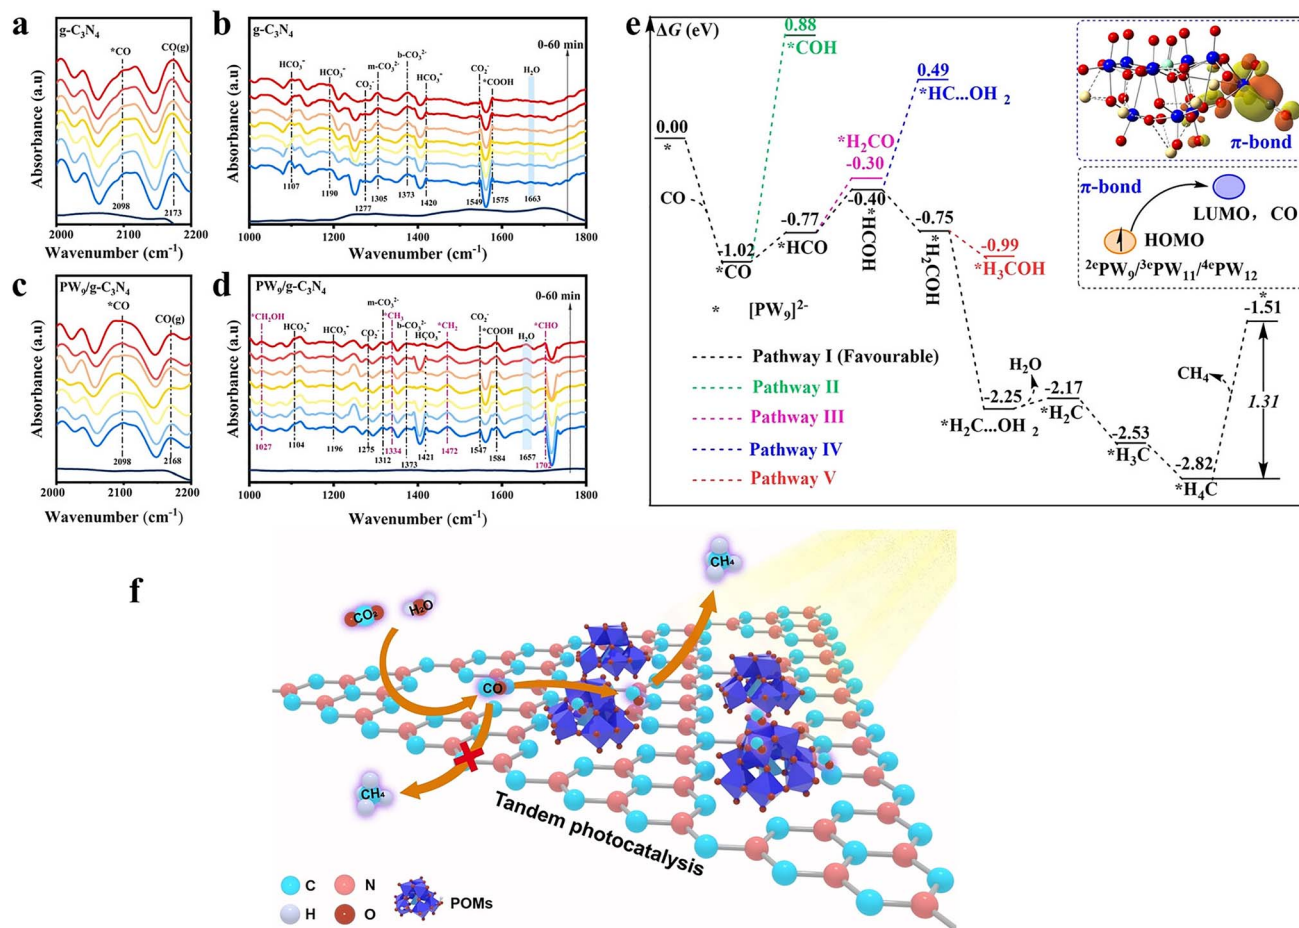 a
g-C₃N₄
*CO
CO(g)
Absorbance (a.u)
2098
2173
2000
2100
2200
Wavenumber (cm⁻¹)
b
g-C₃N₄
0-60 min
HCO₃⁻
HCO₃⁻
CO₂⁻
m-CO₃²⁻
b-CO₃²⁻
HCO₃⁻
CO₂⁻
*COOH
H₂O
Absorbance (a.u)
1107
1190
1277
1305
1373
1420
1549
1575
1663
1000
1200
1400
1600
1800
Wavenumber (cm⁻¹)
c
PW₉/g-C₃N₄
*CO
CO(g)
Absorbance (a.u)
2098
2168
2000
2100
2200
Wavenumber (cm⁻¹)
d
PW₉/g-C₃N₄
0-60 min
*CH₂OH
HCO₃⁻
HCO₃⁻
CO₂⁻
m-CO₃²⁻
*CH₃
b-CO₃²⁻
HCO₃⁻
*CH₂
CO₂⁻
*COOH
H₂O
*CHO
Absorbance (a.u)
1027
1104
1196
1275
1312
1334
1373
1421
1472
1547
1584
1657
1702
1000
1200
1400
1600
1800
Wavenumber (cm⁻¹)
e
ΔG (eV)
0.00
*
CO
-1.02
*CO
0.88
*COH
-0.77
*HCO
*H₂CO
-0.30
-0.40
*HCOH
0.49
*HC...OH ₂
-0.75
*H₂COH
-0.99
*H₃COH
-2.25
*H₂C...OH ₂
H₂O
-2.17
*H₂C
-2.53
*H₃C
-2.82
*H₄C
CH₄
*
-1.51
1.31
* [PW₉]²⁻
Pathway I (Favourable)
Pathway II
Pathway III
Pathway IV
Pathway V
π-bond
π-bond
LUMO, CO
HOMO
²ᵉPW₉/³ᵉPW₁₁/⁴ᵉPW₁₂
f
CO₂
H₂O
CO
CH₄
CH₄
Tandem photocatalysis
C
N
H
O
POMs